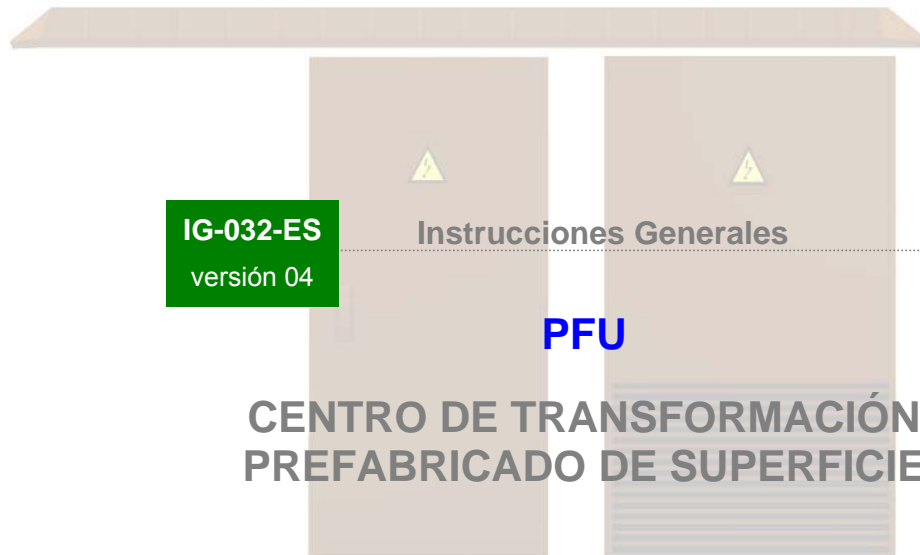 IG-032-ES
versión 04
Instrucciones Generales
PFU
CENTRO DE TRANSFORMACIÓN
PREFABRICADO DE SUPERFICIE